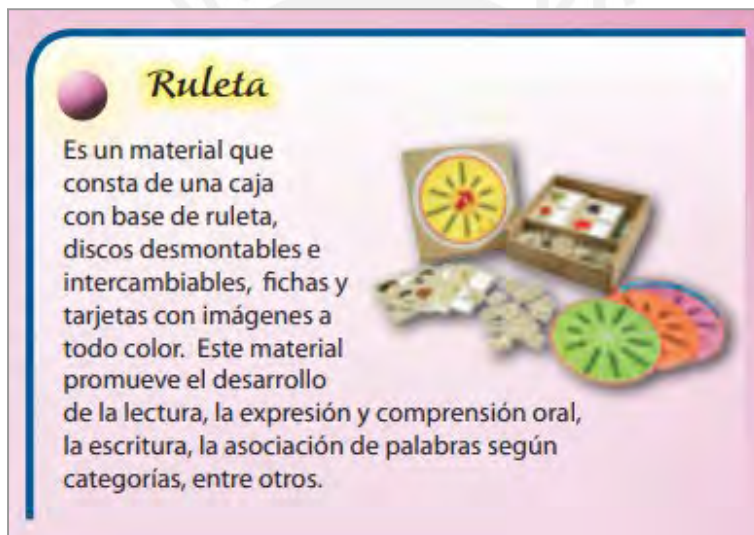 Ruleta
Es un material que
consta de una caja
con base de ruleta,
discos desmontables e
intercambiables, fichas y
tarjetas con imágenes a
todo color. Este material
promueve el desarrollo
de la lectura, la expresión y comprensión oral,
la escritura, la asociación de palabras según
categorías, entre otros.